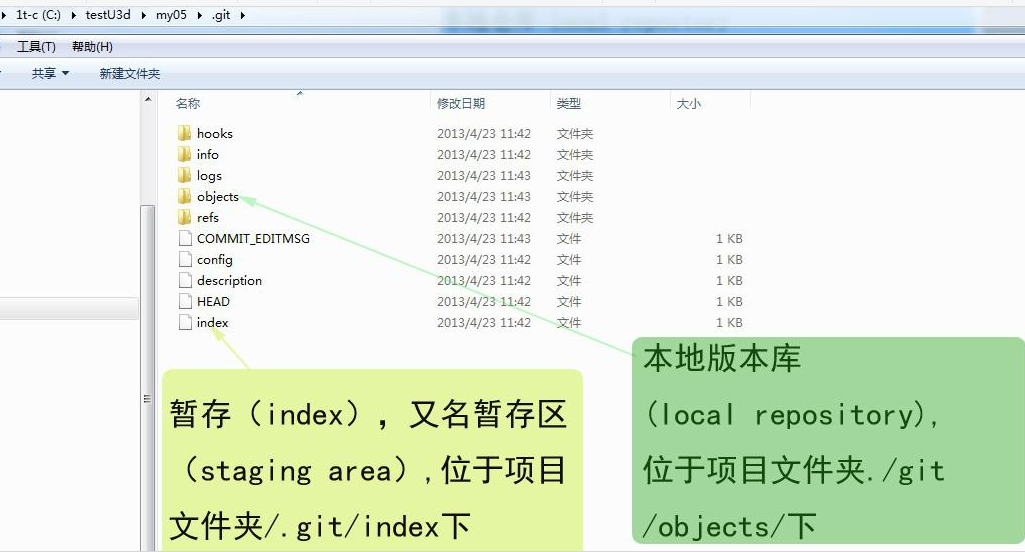 1t-c (C:) ▸ testU3d ▸ my05 ▸ .git ▸
工具(T) 帮助(H)
共享 新建文件夹
名称 修改日期 类型 大小
hooks 2013/4/23 11:42 文件夹
info 2013/4/23 11:42 文件夹
logs 2013/4/23 11:43 文件夹
objects 2013/4/23 11:43 文件夹
refs 2013/4/23 11:42 文件夹
COMMIT_EDITMSG 2013/4/23 11:43 文件 1 KB
config 2013/4/23 11:42 文件 1 KB
description 2013/4/23 11:42 文件 1 KB
HEAD 2013/4/23 11:42 文件 1 KB
index 2013/4/23 11:42 文件 1 KB
暂存（index），又名暂存区
（staging area）,位于项目
文件夹/.git/index下
本地版本库
(local repository),
位于项目文件夹./git
/objects/下